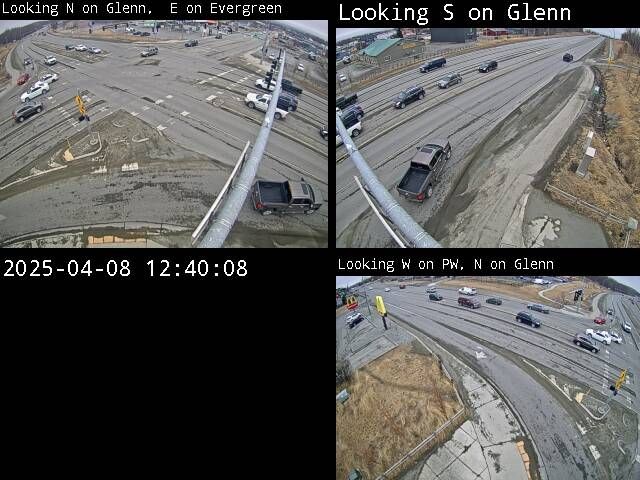 Looking N on Glenn, E on Evergreen
Looking S on Glenn
2025-04-08 12:40:08
Looking W on PW, N on Glenn